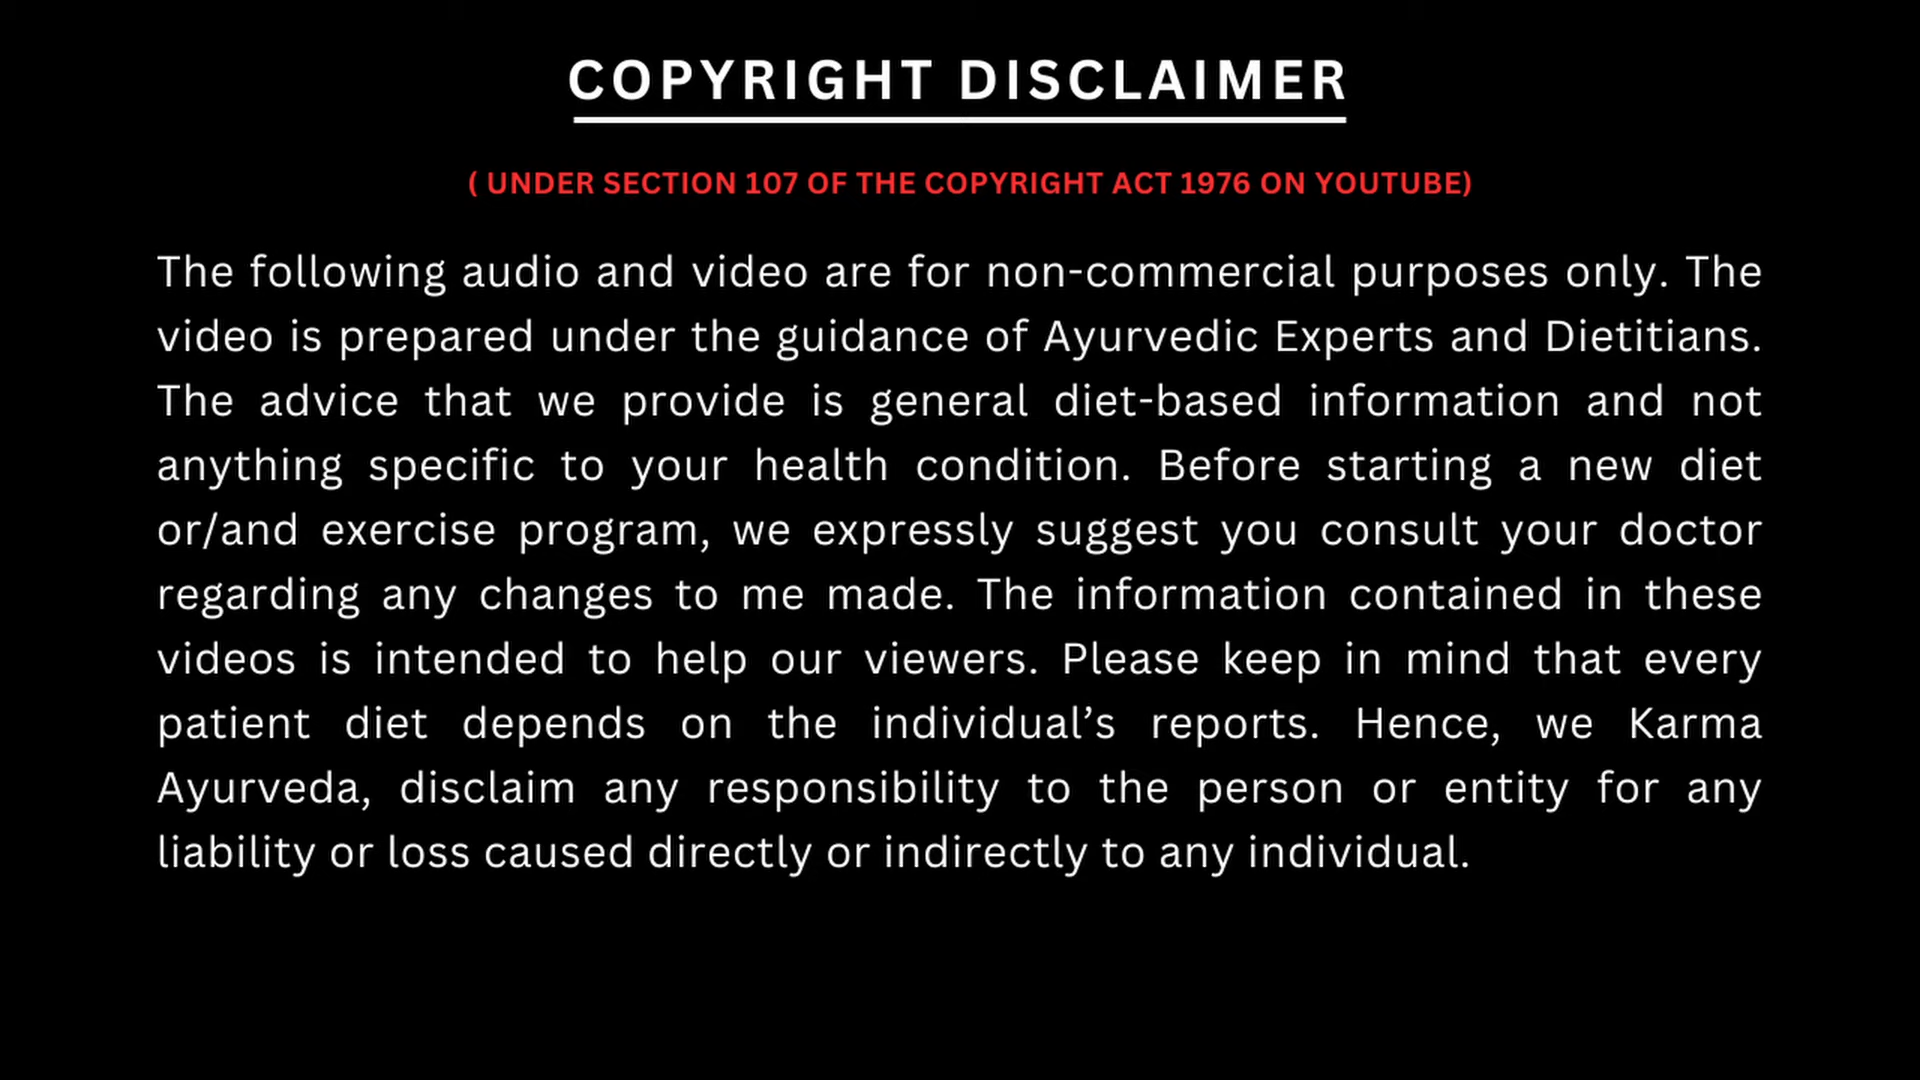 COPYRIGHT DISCLAIMER
( UNDER SECTION 107 OF THE COPYRIGHT ACT 1976 ON YOUTUBE)
The following audio and video are for non-commercial purposes only. The
video is prepared under the guidance of Ayurvedic Experts and Dietitians.
The advice that we provide is general diet-based information and not
anything specific to your health condition. Before starting a new diet
or/and exercise program, we expressly suggest you consult your doctor
regarding any changes to me made. The information contained in these
videos is intended to help our viewers. Please keep in mind that every
patient diet depends on the individual’s reports. Hence, we Karma
Ayurveda, disclaim any responsibility to the person or entity for any
liability or loss caused directly or indirectly to any individual.